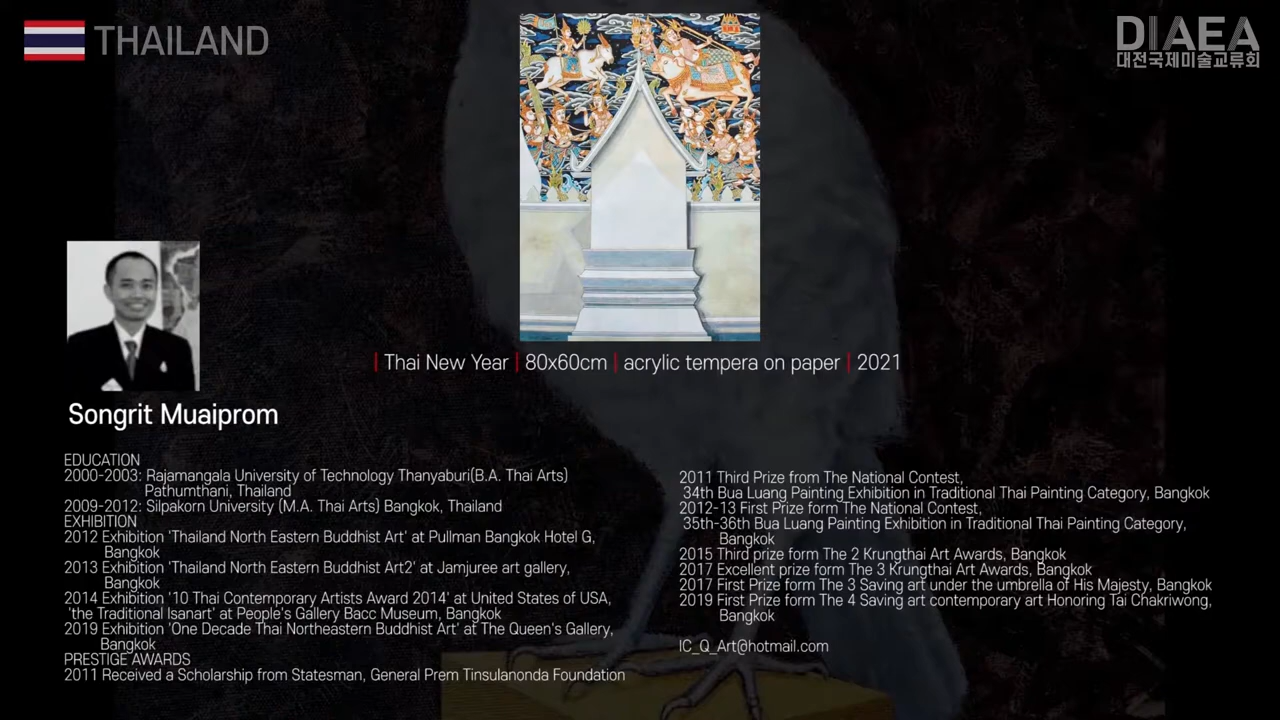 THAILAND
DIAEA
대전국제미술교류회
| Thai New Year | 80x60cm | acrylic tempera on paper | 2021
Songrit Muaiprom
EDUCATION
2000-2003: Rajamangala University of Technology Thanyaburi(B.A. Thai Arts)
Pathumthani, Thailand
2009-2012: Silpakorn University (M.A. Thai Arts) Bangkok, Thailand
EXHIBITION
2012 Exhibition 'Thailand North Eastern Buddhist Art' at Pullman Bangkok Hotel G,
Bangkok
2013 Exhibition 'Thailand North Eastern Buddhist Art2' at Jamjuree art gallery,
Bangkok
2014 Exhibition '10 Thai Contemporary Artists Award 2014' at United States of USA,
'the Traditional Isanart' at People's Gallery Bacc Museum, Bangkok
2019 Exhibition 'One Decade Thai Northeastern Buddhist Art' at The Queen's Gallery,
Bangkok
PRESTIGE AWARDS
2011 Received a Scholarship from Statesman, General Prem Tinsulanonda Foundation
2011 Third Prize from The National Contest,
34th Bua Luang Painting Exhibition in Traditional Thai Painting Category, Bangkok
2012-13 First Prize form The National Contest,
35th-36th Bua Luang Painting Exhibition in Traditional Thai Painting Category,
Bangkok
2015 Third prize form The 2 Krungthai Art Awards, Bangkok
2017 Excellent prize form The 3 Krungthai Art Awards, Bangkok
2017 First Prize form The 3 Saving art under the umbrella of His Majesty, Bangkok
2019 First Prize form The 4 Saving art contemporary art Honoring Tai Chakriwong,
Bangkok
IC_Q_Art@hotmail.com